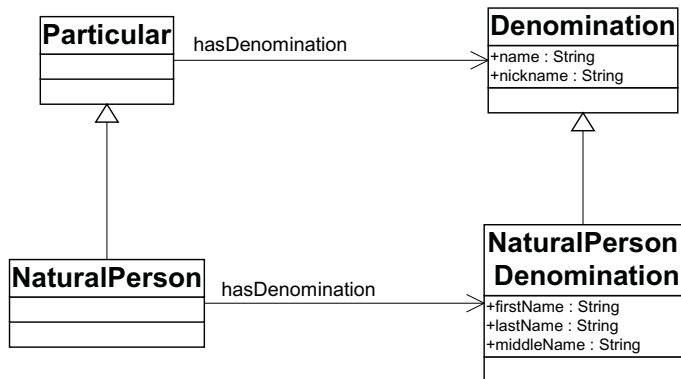 Particular
hasDenomination
Denomination
+name : String
+nickname : String
NaturalPerson
hasDenomination
NaturalPerson
Denomination
+firstName : String
+lastName : String
+middleName : String